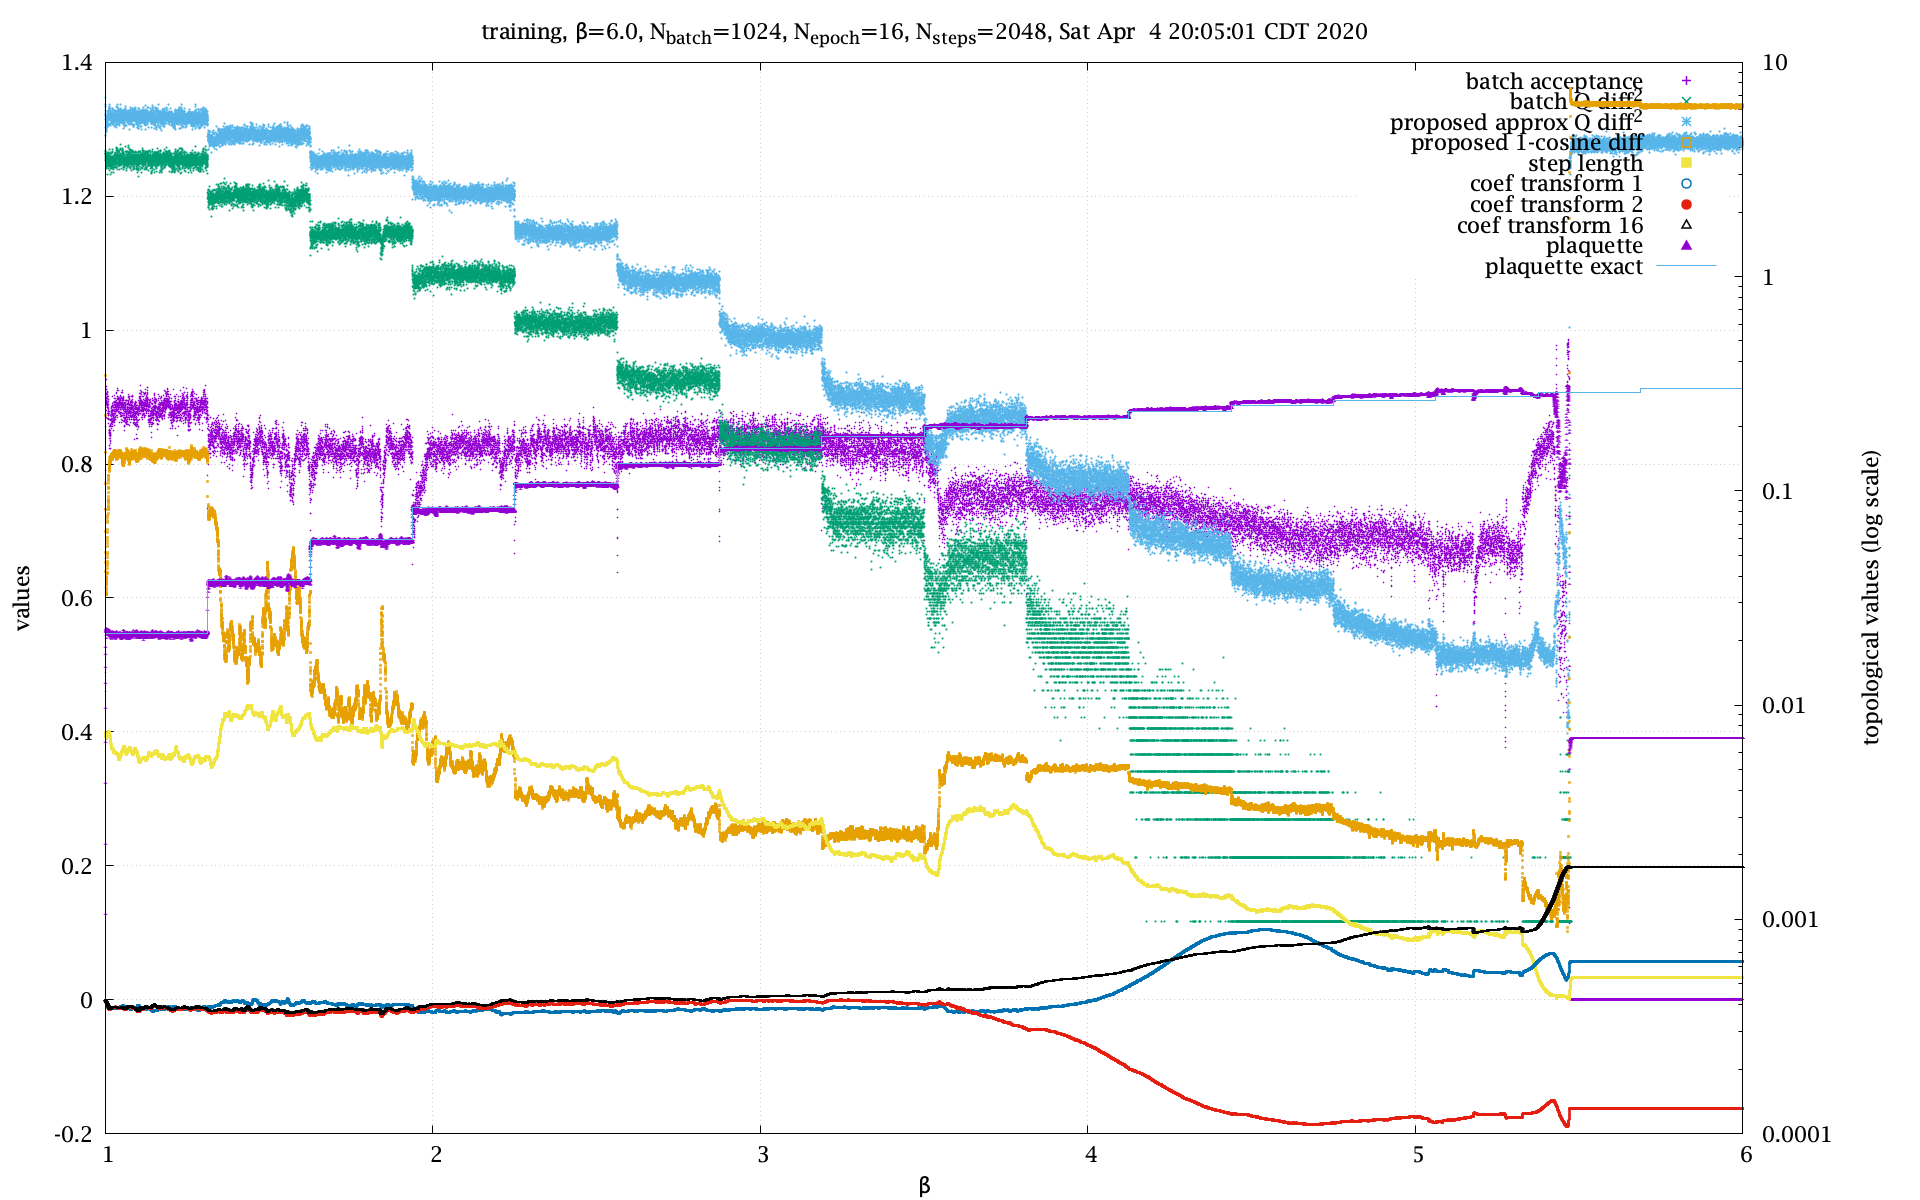 training, β=6.0, Nbatch=1024, Nepoch=16, Nsteps=2048, Sat Apr  4 20:05:01 CDT 2020
batch acceptance
batch Q diff²
proposed approx Q diff²
proposed 1-cosine diff
step length
coef transform 1
coef transform 2
coef transform 16
plaquette
plaquette exact
values
1.4
1.2
1
0.8
0.6
0.4
0.2
0
-0.2
topological values (log scale)
10
1
0.1
0.01
0.001
0.0001
1 2 3 4 5 6
β